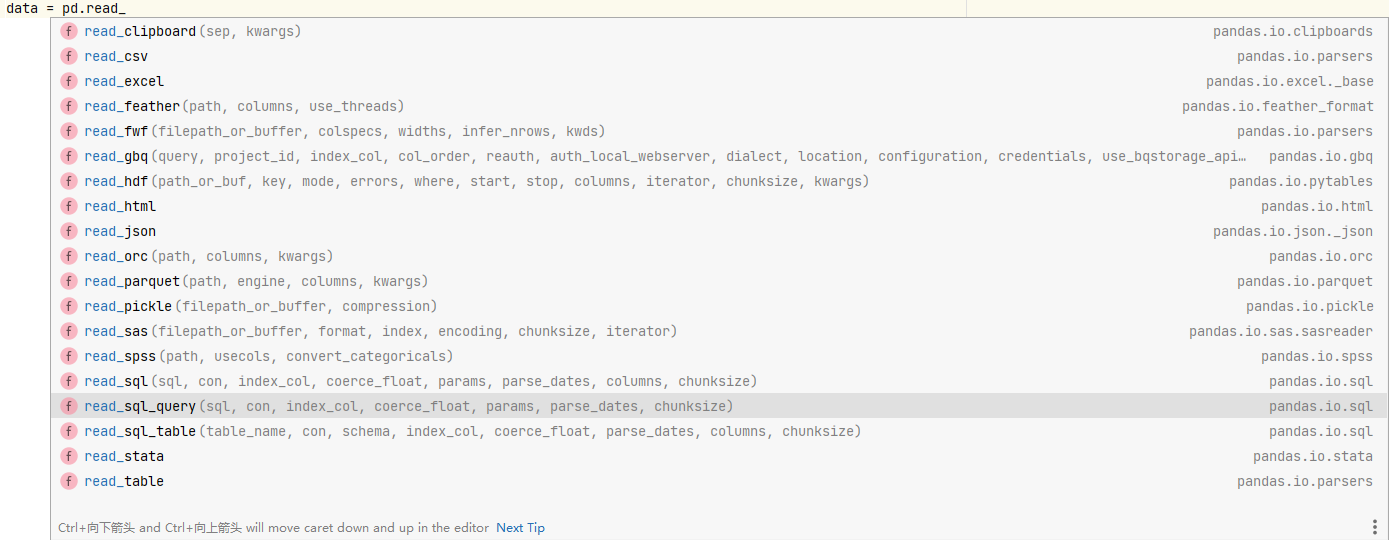 data = pd.read_
f read_clipboard(sep, kwargs) pandas.io.clipboards
f read_csv pandas.io.parsers
f read_excel pandas.io.excel._base
f read_feather(path, columns, use_threads) pandas.io.feather_format
f read_fwf(filepath_or_buffer, colspecs, widths, infer_nrows, kwds) pandas.io.parsers
f read_gbq(query, project_id, index_col, col_order, reauth, auth_local_webserver, dialect, location, configuration, credentials, use_bqstorage_api… pandas.io.gbq
f read_hdf(path_or_buf, key, mode, errors, where, start, stop, columns, iterator, chunksize, kwargs) pandas.io.pytables
f read_html pandas.io.html
f read_json pandas.io.json._json
f read_orc(path, columns, kwargs) pandas.io.orc
f read_parquet(path, engine, columns, kwargs) pandas.io.parquet
f read_pickle(filepath_or_buffer, compression) pandas.io.pickle
f read_sas(filepath_or_buffer, format, index, encoding, chunksize, iterator) pandas.io.sas.sasreader
f read_spss(path, usecols, convert_categoricals) pandas.io.spss
f read_sql(sql, con, index_col, coerce_float, params, parse_dates, columns, chunksize) pandas.io.sql
f read_sql_query(sql, con, index_col, coerce_float, params, parse_dates, chunksize) pandas.io.sql
f read_sql_table(table_name, con, schema, index_col, coerce_float, parse_dates, columns, chunksize) pandas.io.sql
f read_stata pandas.io.stata
f read_table pandas.io.parsers
Ctrl+向下箭头 and Ctrl+向上箭头 will move caret down and up in the editor Next Tip